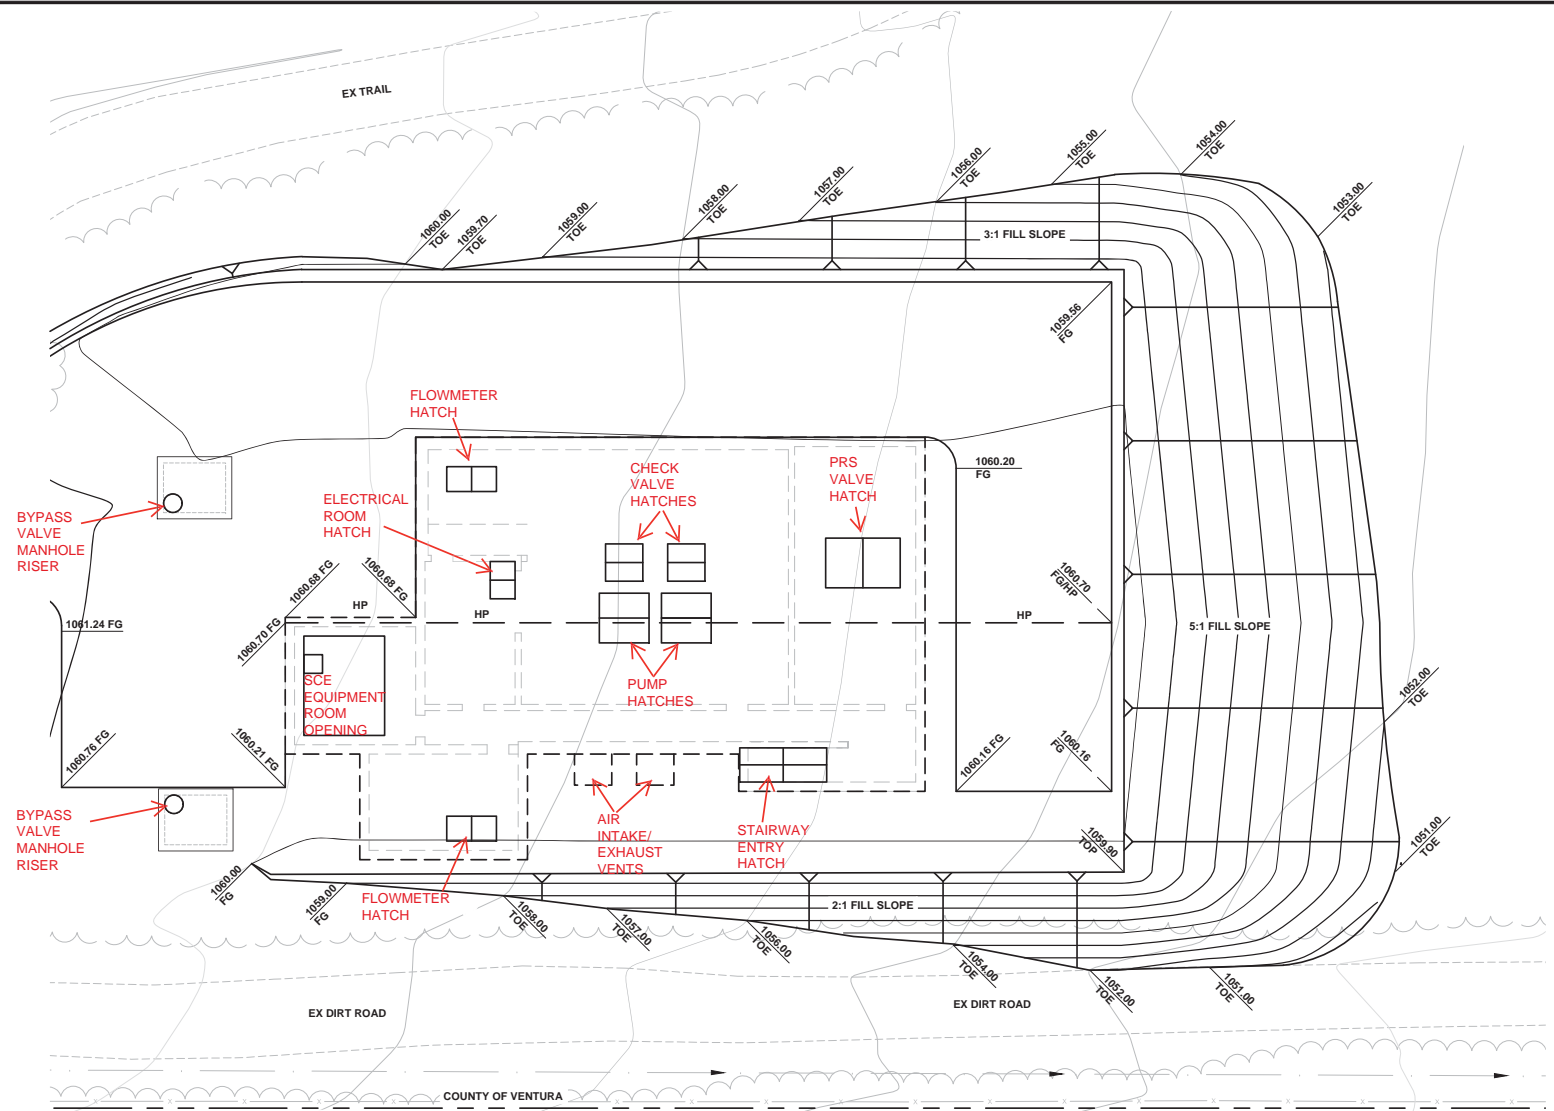 EX TRAIL
1054.00
TOE
1055.00
TOE
1056.00
TOE
1057.00
TOE
1053.00
TOE
1058.00
TOE
1059.00
TOE
1060.00
TOE
1059.70
TOE
3:1 FILL SLOPE
1059.56
FG
FLOWMETER
HATCH
CHECK
VALVE
HATCHES
PRS
VALVE
HATCH
1060.20
FG
ELECTRICAL
ROOM
HATCH
BYPASS
VALVE
MANHOLE
RISER
1060.68 FG
1060.68 FG
HP
HP
HP
1060.70
FG/HP
1061.24 FG
1060.70 FG
5:1 FILL SLOPE
SCE
EQUIPMENT
ROOM
OPENING
PUMP
HATCHES
1052.00
TOE
1060.76 FG
1060.21 FG
1060.16 FG
1060.16
FG
BYPASS
VALVE
MANHOLE
RISER
AIR
INTAKE/
EXHAUST
VENTS
STAIRWAY
ENTRY
HATCH
1059.90
TOP
1051.00
TOE
1060.00
FG
1059.00
FG
FLOWMETER
HATCH
1058.00
TOE
1057.00
TOE
2:1 FILL SLOPE
1056.00
TOE
1054.00
TOE
1052.00
TOE
1051.00
TOE
EX DIRT ROAD
EX DIRT ROAD
COUNTY OF VENTURA